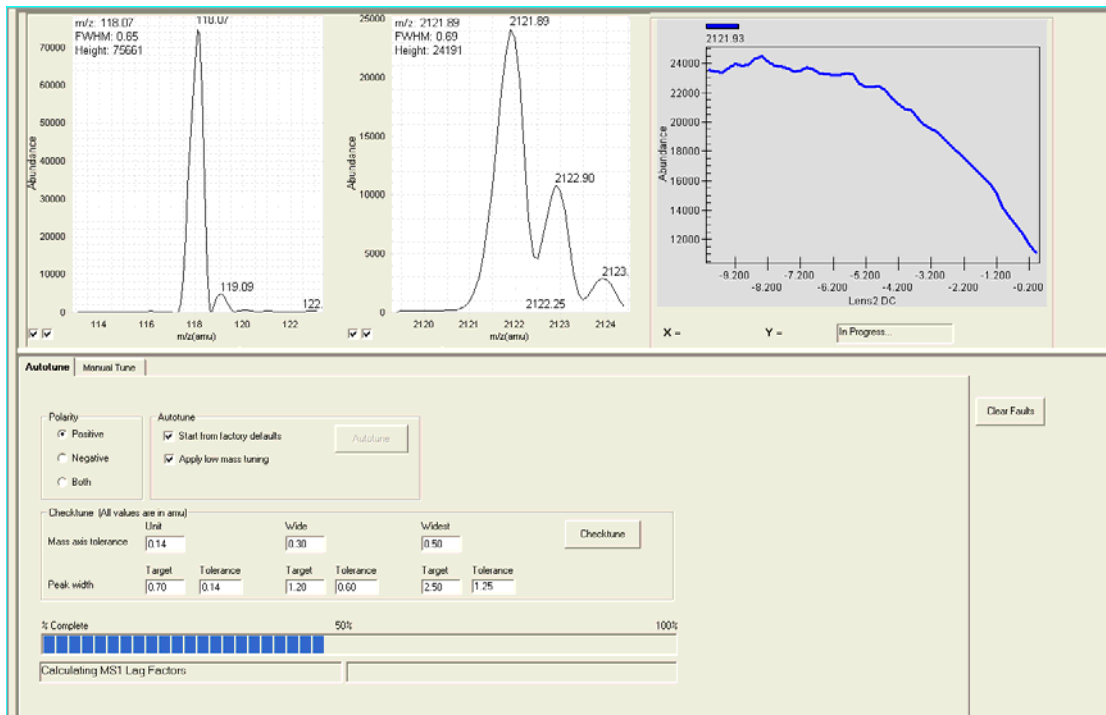 m/z: 118.07
FWHM: 0.65
Height: 75661
118.07
119.09
122.
70000
60000
50000
40000
30000
20000
10000
0
Abundance
114 116 118 120 122
m/z(amu)
m/z: 2121.89
FWHM: 0.69
Height: 24191
2121.89
2122.90
2122.25
2123.
25000
20000
15000
10000
5000
0
Abundance
2120 2121 2122 2123 2124
m/z(amu)
2121.93
24000
22000
20000
18000
16000
14000
12000
Abundance
-9.200 -7.200 -5.200 -3.200 -1.200
-8.200 -6.200 -4.200 -2.200 -0.200
Lens2 DC
X = Y = In Progress...
Autotune Manual Tune
Clear Faults
Polarity
Positive
Negative
Both
Autotune
Start from factory defaults
Apply low mass tuning
Autotune
Checktune (All values are in amu)
Unit Wide Widest
Mass axis tolerance 0.14 0.30 0.50 Checktune
Target Tolerance Target Tolerance Target Tolerance
Peak width 0.70 0.14 1.20 0.60 2.50 1.25
% Complete 50% 100%
Calculating MS1 Lag Factors